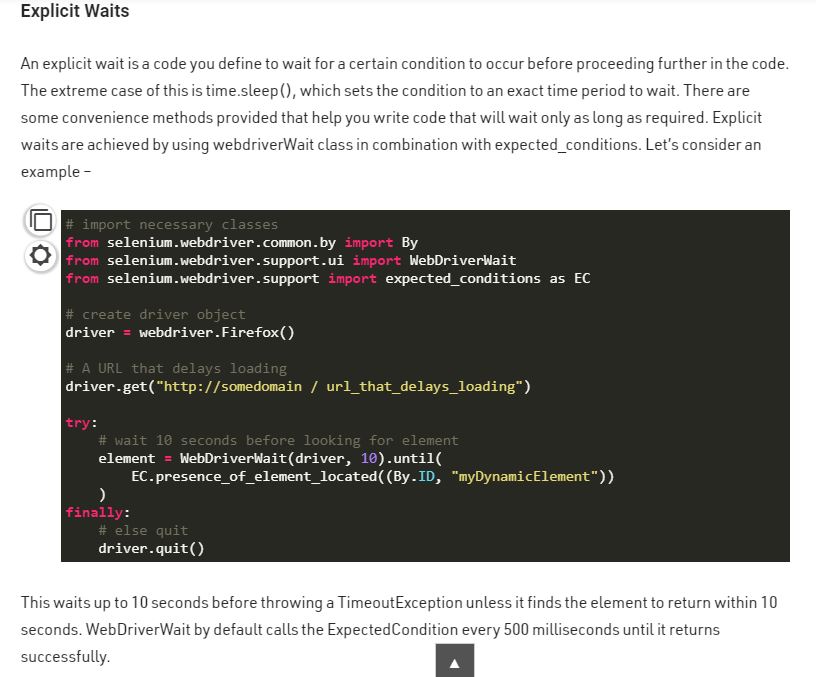 Explicit Waits
An explicit wait is a code you define to wait for a certain condition to occur before proceeding further in the code.
The extreme case of this is time.sleep(), which sets the condition to an exact time period to wait. There are
some convenience methods provided that help you write code that will wait only as long as required. Explicit
waits are achieved by using webdriverWait class in combination with expected_conditions. Let's consider an
example –
# import necessary classes
from selenium.webdriver.common.by import By
from selenium.webdriver.support.ui import WebDriverWait
from selenium.webdriver.support import expected_conditions as EC
# create driver object
driver = webdriver.Firefox()
# A URL that delays loading
driver.get("http://somedomain / url_that_delays_loading")
try:
    # wait 10 seconds before looking for element
    element = WebDriverWait(driver, 10).until(
        EC.presence_of_element_located((By.ID, "myDynamicElement"))
    )
finally:
    # else quit
    driver.quit()
This waits up to 10 seconds before throwing a TimeoutException unless it finds the element to return within 10
seconds. WebDriverWait by default calls the ExpectedCondition every 500 milliseconds until it returns
successfully.